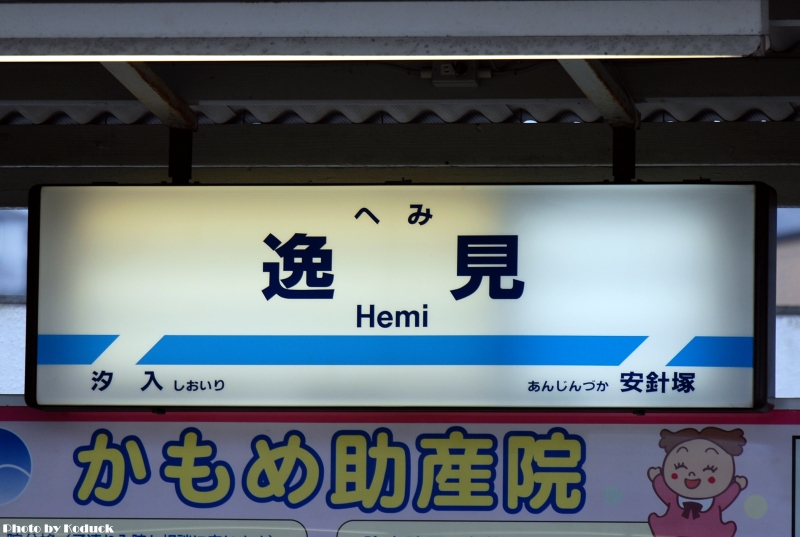 へみ
逸見
Hemi
汐入 しおいり あんじんづか 安針塚
かもめ助産院
Photo by Koduck